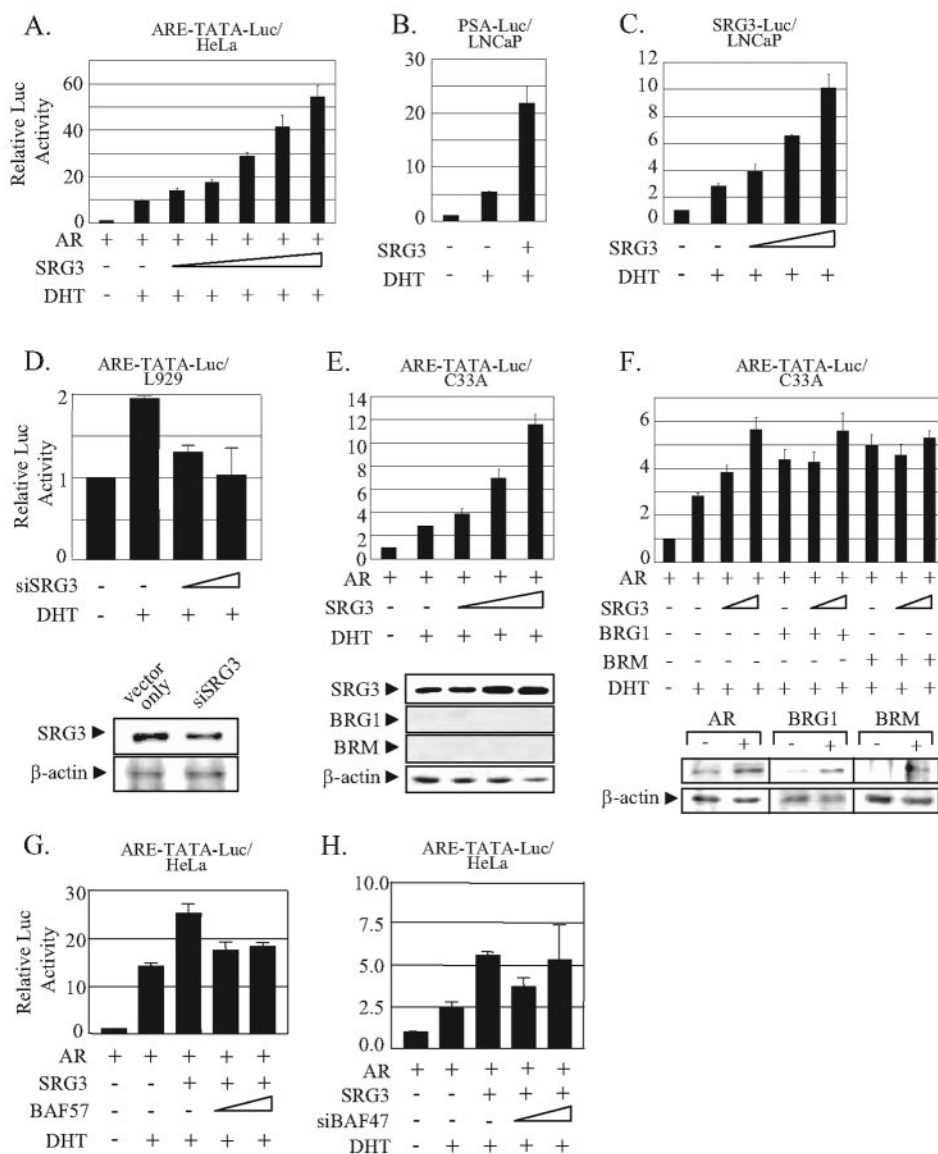 A.
ARE-TATA-Luc/
HeLa
Relative Luc
Activity
60
40
20
0
AR + + + + + + +
SRG3 - -
DHT - + + + + + +
B.
PSA-Luc/
LNCaP
30
25
20
15
10
5
0
SRG3 - - +
DHT - + +
C.
SRG3-Luc/
LNCaP
12
10
8
6
4
2
0
SRG3 - -
DHT - + + + +
D.
ARE-TATA-Luc/
L929
Relative Luc
Activity
2
1
0
siSRG3 - -
DHT - + + +
vector
only
siSRG3
SRG3
β-actin
E.
ARE-TATA-Luc/
C33A
14
12
10
8
6
4
2
0
AR + + + + +
SRG3 - -
DHT - + + + +
SRG3
BRG1
BRM
β-actin
F.
ARE-TATA-Luc/
C33A
6
5
4
3
2
1
0
AR + + + + + + + + + +
SRG3 - - - -
BRG1 - - - - + + + - - -
BRM - - - - - - - + + +
DHT - + + + + + + + + +
AR BRG1 BRM
- + - + - +
β-actin
G.
ARE-TATA-Luc/
HeLa
Relative Luc
Activity
30
20
10
0
AR + + + + +
SRG3 - - + + +
BAF57 - - -
DHT - + + + +
H.
ARE-TATA-Luc/
HeLa
10.0
7.5
5.0
2.5
0.0
AR + + + + +
SRG3 - - + + +
siBAF47 - - -
DHT - + + + +